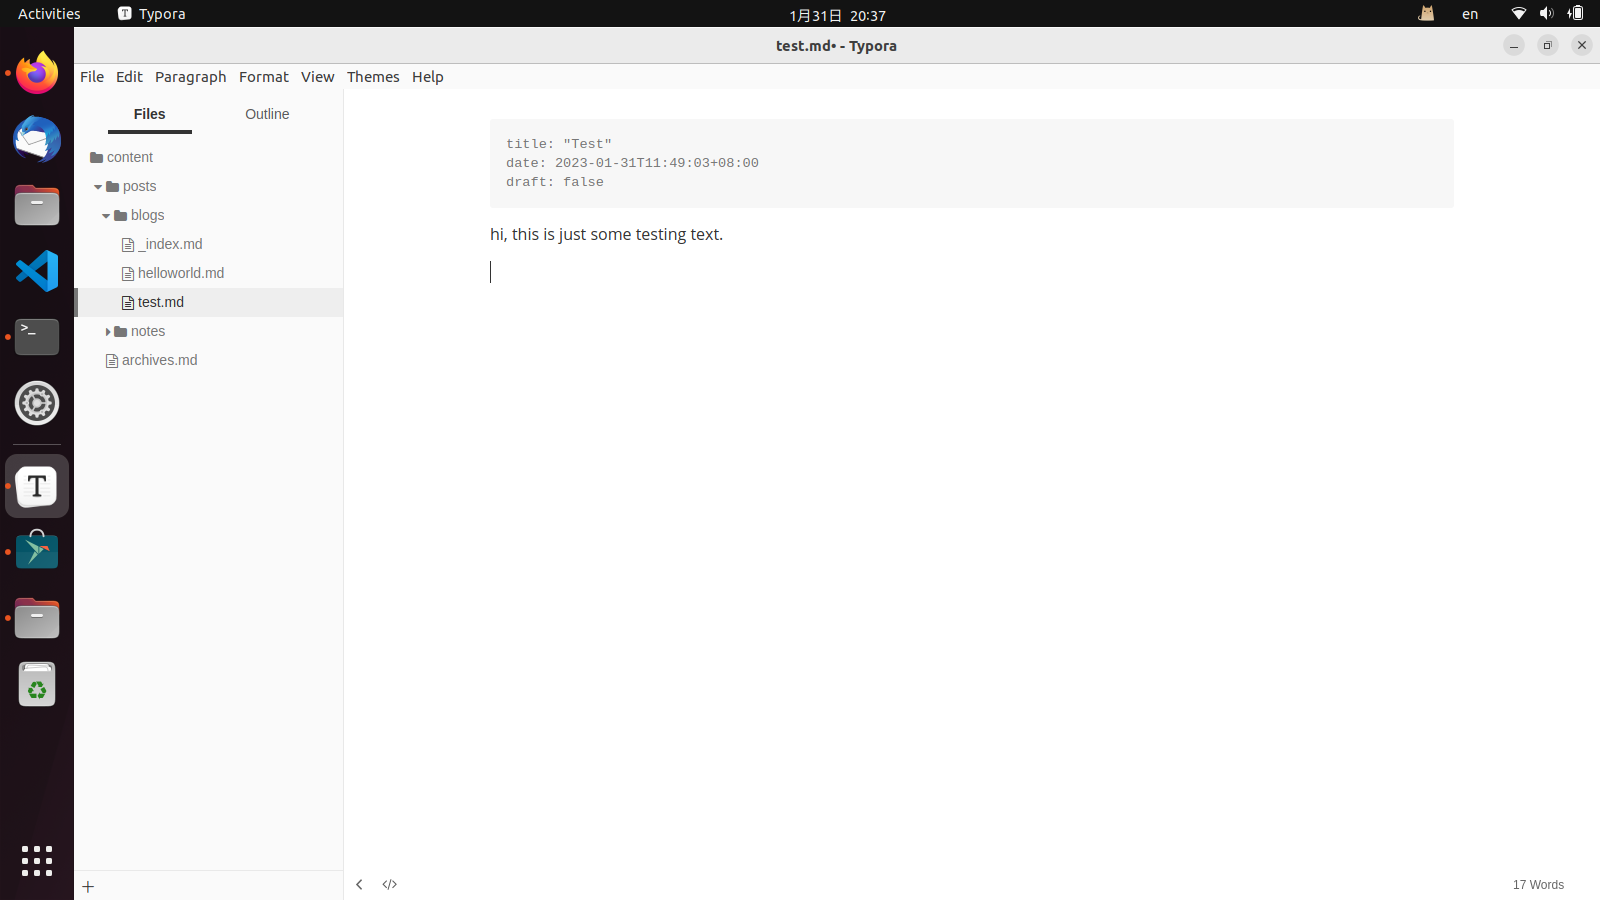 Activities Typora 1月31日 20:37 en
test.md• - Typora
File Edit Paragraph Format View Themes Help
Files Outline
content
posts
blogs
_index.md
helloworld.md
test.md
notes
archives.md
title: "Test"
date: 2023-01-31T11:49:03+08:00
draft: false
hi, this is just some testing text.
17 Words